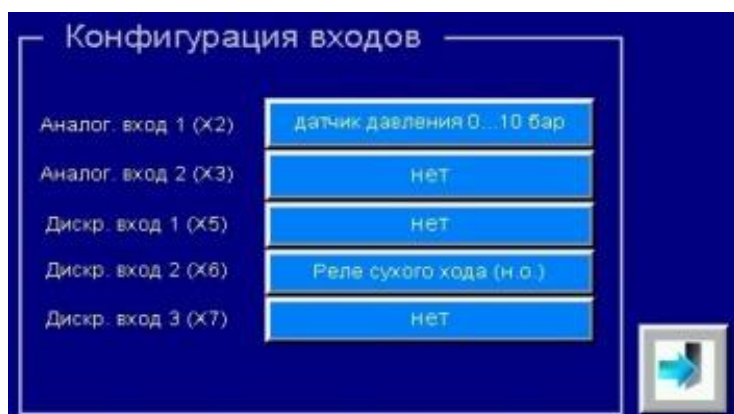 Конфигурация входов
Аналог. вход 1 (X2) датчик давления 0...10 бар
Аналог. вход 2 (X3) нет
Дискр. вход 1 (X5) нет
Дискр. вход 2 (X6) Реле сухого хода (н.о.)
Дискр. вход 3 (X7) нет